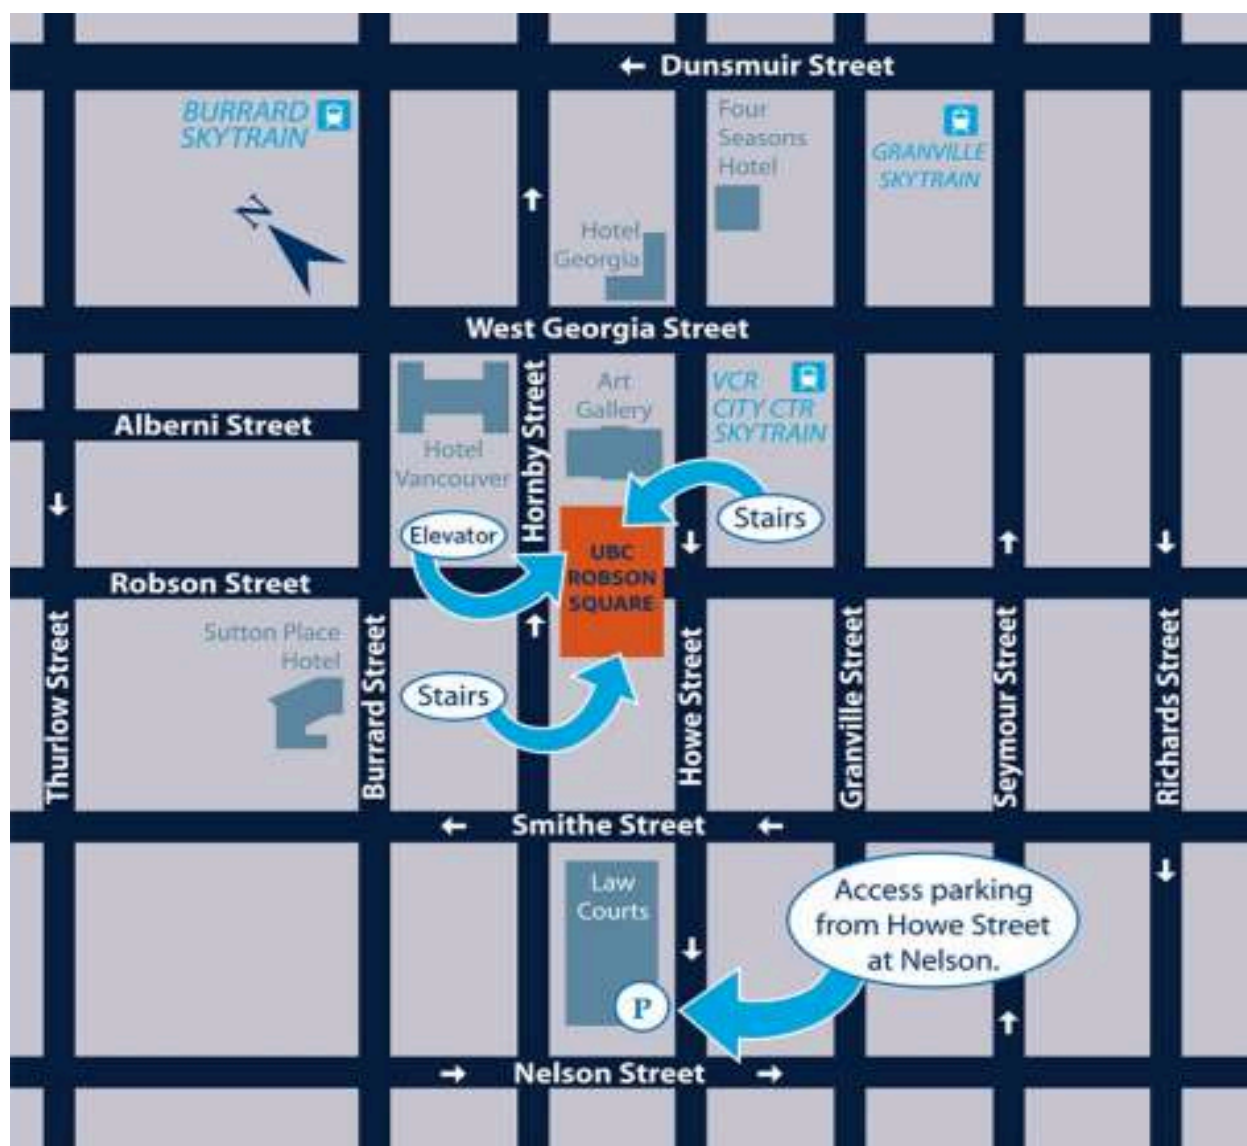 ← Dunsmuir Street
BURRARD
SKYTRAIN
Four
Seasons
Hotel
GRANVILLE
SKYTRAIN
N
Hotel
Georgia
West Georgia Street
Hornby Street
Art
Gallery
VCR
CITY CTR
SKYTRAIN
Alberni Street
Hotel
Vancouver
Elevator
Stairs
UBC
ROBSON
SQUARE
Robson Street
Sutton Place
Hotel
Stairs
Thurlow Street
Burrard Street
Howe Street
Granville Street
Seymour Street
Richards Street
← Smithe Street ←
Law
Courts
Access parking
from Howe Street
at Nelson.
P
→ Nelson Street →